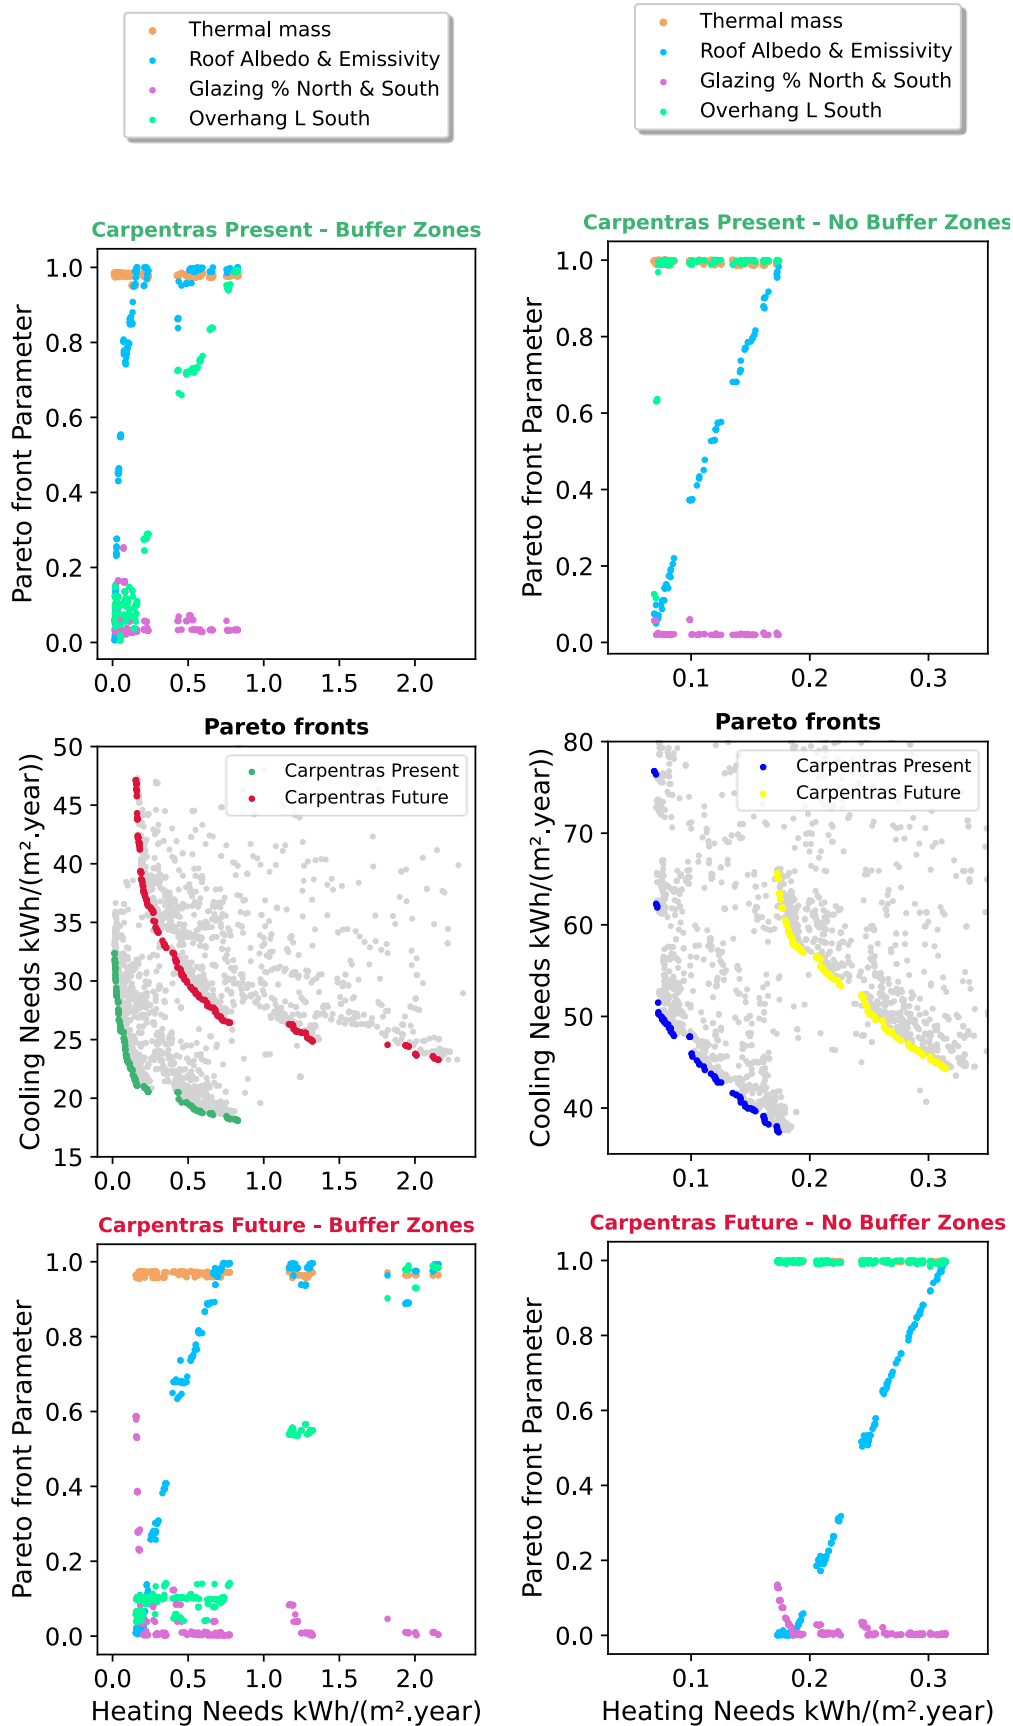 Thermal mass
Roof Albedo & Emissivity
Glazing % North & South
Overhang L South
Thermal mass
Roof Albedo & Emissivity
Glazing % North & South
Overhang L South
Carpentras Present - Buffer Zones
Pareto front Parameter
1.0
0.8
0.6
0.4
0.2
0.0
0.0 0.5 1.0 1.5 2.0
Carpentras Present - No Buffer Zones
Pareto front Parameter
1.0
0.8
0.6
0.4
0.2
0.0
0.1 0.2 0.3
Pareto fronts
Cooling Needs kWh/(m².year))
50
45
40
35
30
25
20
15
Carpentras Present
Carpentras Future
0.0 0.5 1.0 1.5 2.0
Pareto fronts
Cooling Needs kWh/(m².year))
80
70
60
50
40
Carpentras Present
Carpentras Future
0.1 0.2 0.3
Carpentras Future - Buffer Zones
Pareto front Parameter
1.0
0.8
0.6
0.4
0.2
0.0
0.0 0.5 1.0 1.5 2.0
Heating Needs kWh/(m².year)
Carpentras Future - No Buffer Zones
Pareto front Parameter
1.0
0.8
0.6
0.4
0.2
0.0
0.1 0.2 0.3
Heating Needs kWh/(m².year)